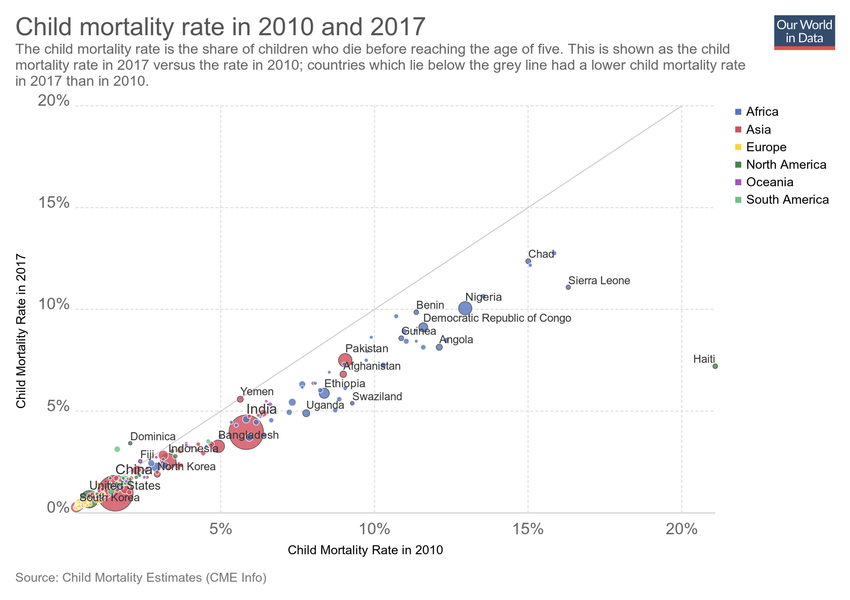 Child mortality rate in 2010 and 2017
Our World
in Data
The child mortality rate is the share of children who die before reaching the age of five. This is shown as the child
mortality rate in 2017 versus the rate in 2010; countries which lie below the grey line had a lower child mortality rate
in 2017 than in 2010.
20%
Africa
Asia
Europe
North America
Oceania
South America
15%
Chad
Sierra Leone
Nigeria
10%
Benin
Democratic Republic of Congo
Guinea
Angola
Pakistan
Haiti
Afghanistan
Ethiopia
Yemen
Swaziland
Uganda
India
5%
Bangladesh
Dominica
Indonesia
Fiji
North Korea
China
United States
South Korea
0%
5%
10%
15%
20%
Child Mortality Rate in 2017
Child Mortality Rate in 2010
Source: Child Mortality Estimates (CME Info)